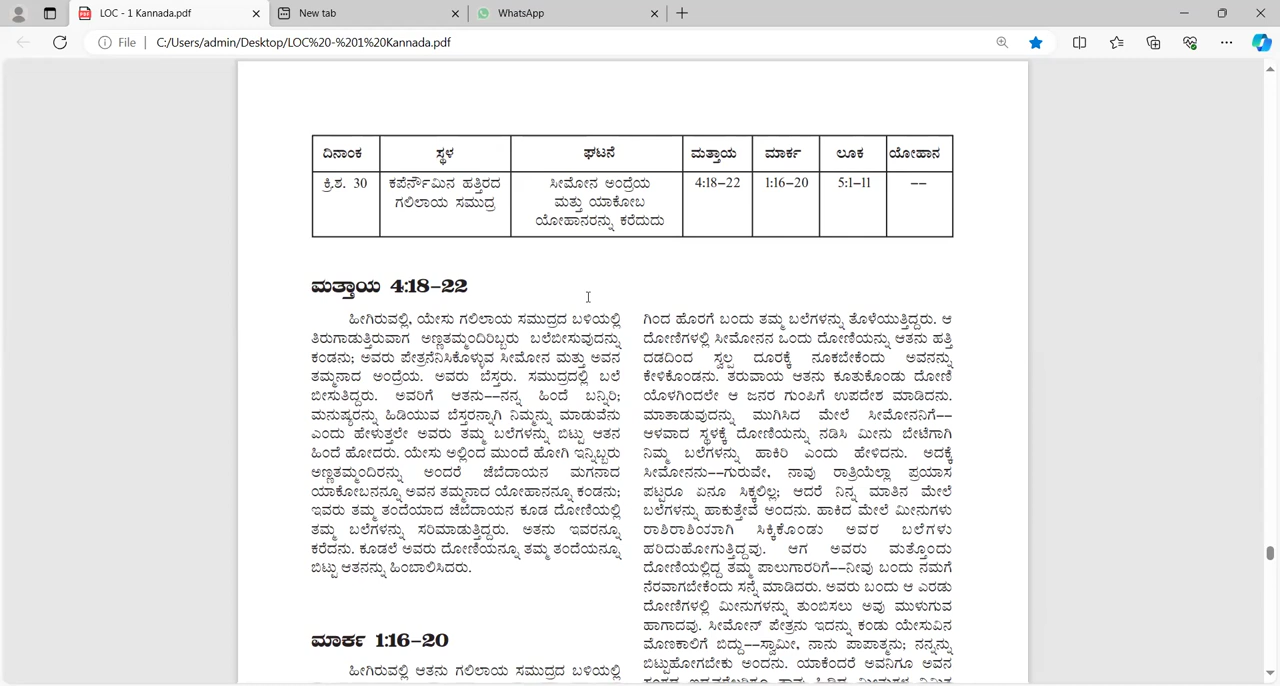 LOC - 1 Kannada.pdf
New tab
WhatsApp
File
C:/Users/admin/Desktop/LOC%20-%201%20Kannada.pdf
ದಿನಾಂಕ ಸ್ಥಳ ಘಟನೆ ಮತ್ತಾಯ ಮಾರ್ಕ ಲೂಕ ಯೋಹಾನ
ಕ್ರಿ.ಶ. 30 ಕಪೆರ್ನೌಮಿನ ಹತ್ತಿರದ ಸೀಮೋನ ಅಂದ್ರೆಯ 4:18–22 1:16–20 5:1–11 ––
ಗಲಿಲಾಯ ಸಮುದ್ರ ಮತ್ತು ಯಾಕೋಬ
ಯೋಹಾನರನ್ನು ಕರೆದುದು
ಮತ್ತಾಯ 4:18–22
ಹೀಗಿರುವಲ್ಲಿ, ಯೇಸು ಗಲಿಲಾಯ ಸಮುದ್ರದ ಬಳಿಯಲ್ಲಿ
ತಿರುಗಾಡುತ್ತಿರುವಾಗ ಅಣ್ಣತಮ್ಮಂದಿರಿಬ್ಬರು ಬಲೆಬೀಸುವುದನ್ನು
ಕಂಡನು; ಅವರು ಪೇತ್ರನೆನಿಸಿಕೊಳ್ಳುವ ಸೀಮೋನ ಮತ್ತು ಅವನ
ತಮ್ಮನಾದ ಅಂದ್ರೆಯ. ಅವರು ಬೆಸ್ತರು. ಸಮುದ್ರದಲ್ಲಿ ಬಲೆ
ಬೀಸುತಿದ್ದರು. ಅವರಿಗೆ ಆತನು––ನನ್ನ ಹಿಂದೆ ಬನ್ನಿರಿ;
ಮನುಷ್ಯರನ್ನು ಹಿಡಿಯುವ ಬೆಸ್ತರನ್ನಾಗಿ ನಿಮ್ಮನ್ನು ಮಾಡುವೆನು
ಎಂದು ಹೇಳುತ್ತಲೇ ಅವರು ತಮ್ಮ ಬಲೆಗಳನ್ನು ಬಿಟ್ಟು ಆತನ
ಹಿಂದೆ ಹೋದರು. ಯೇಸು ಅಲ್ಲಿಂದ ಮುಂದೆ ಹೋಗಿ ಇನ್ನಿಬ್ಬರು
ಅಣ್ಣತಮ್ಮಂದಿರನ್ನು ಅಂದರೆ ಜೆಬೆದಾಯನ ಮಗನಾದ
ಯಾಕೋಬನನ್ನೂ ಅವನ ತಮ್ಮನಾದ ಯೋಹಾನನ್ನೂ ಕಂಡನು;
ಇವರು ತಮ್ಮ ತಂದೆಯಾದ ಜೆಬೆದಾಯನ ಕೂಡ ದೋಣಿಯಲ್ಲಿ
ತಮ್ಮ ಬಲೆಗಳನ್ನು ಸರಿಮಾಡುತ್ತಿದ್ದರು. ಅತನು ಇವರನ್ನೂ
ಕರೆದನು. ಕೂಡಲೆ ಅವರು ದೋಣಿಯನ್ನೂ ತಮ್ಮ ತಂದೆಯನ್ನೂ
ಬಿಟ್ಟು ಆತನನ್ನು ಹಿಂಬಾಲಿಸಿದರು.
ಮಾರ್ಕ 1:16–20
ಹೀಗಿರುವಲ್ಲಿ ಆತನು ಗಲಿಲಾಯ ಸಮುದ್ರದ ಬಳಿಯಲ್ಲಿ
ಗಿಂದ ಹೊರಗೆ ಬಂದು ತಮ್ಮ ಬಲೆಗಳನ್ನು ತೊಳೆಯುತ್ತಿದ್ದರು. ಆ
ದೋಣಿಗಳಲ್ಲಿ ಸೀಮೋನನ ಒಂದು ದೋಣಿಯನ್ನು ಆತನು ಹತ್ತಿ
ದಡದಿಂದ ಸ್ವಲ್ಪ ದೂರಕ್ಕೆ ನೂಕಬೇಕೆಂದು ಅವನನ್ನು
ಕೇಳಿಕೊಂಡನು. ತರುವಾಯ ಆತನು ಕೂತುಕೊಂಡು ದೋಣಿ
ಯೊಳಗಿಂದಲೇ ಆ ಜನರ ಗುಂಪಿಗೆ ಉಪದೇಶ ಮಾಡಿದನು.
ಮಾತಾಡುವುದನ್ನು ಮುಗಿಸಿದ ಮೇಲೆ ಸೀಮೋನನಿಗೆ––
ಆಳವಾದ ಸ್ಥಳಕ್ಕೆ ದೋಣಿಯನ್ನು ನಡಿಸಿ ಮೀನು ಬೇಟೆಗಾಗಿ
ನಿಮ್ಮ ಬಲೆಗಳನ್ನು ಹಾಕಿರಿ ಎಂದು ಹೇಳಿದನು. ಅದಕ್ಕೆ
ಸೀಮೋನನು––ಗುರುವೇ, ನಾವು ರಾತ್ರಿಯೆಲ್ಲಾ ಪ್ರಯಾಸ
ಪಟ್ಟರೂ ಏನೂ ಸಿಕ್ಕಲಿಲ್ಲ; ಆದರೆ ನಿನ್ನ ಮಾತಿನ ಮೇಲೆ
ಬಲೆಗಳನ್ನು ಹಾಕುತ್ತೇವೆ ಅಂದನು. ಹಾಕಿದ ಮೇಲೆ ಮೀನುಗಳು
ರಾಶಿರಾಶಿಯಾಗಿ ಸಿಕ್ಕಿಕೊಂಡು ಅವರ ಬಲೆಗಳು
ಹರಿದುಹೋಗುತ್ತಿದ್ದವು. ಆಗ ಅವರು ಮತ್ತೊಂದು
ದೋಣಿಯಲ್ಲಿದ್ದ ತಮ್ಮ ಪಾಲುಗಾರರಿಗೆ––ನೀವು ಬಂದು ನಮಗೆ
ನೆರವಾಗಬೇಕೆಂದು ಸನ್ನೆ ಮಾಡಿದರು. ಅವರು ಬಂದು ಆ ಎರಡು
ದೋಣಿಗಳಲ್ಲಿ ಮೀನುಗಳನ್ನು ತುಂಬಿಸಲು ಅವು ಮುಳುಗುವ
ಹಾಗಾದವು. ಸೀಮೋನ್ ಪೇತ್ರನು ಇದನ್ನು ಕಂಡು ಯೇಸುವಿನ
ಮೊಣಕಾಲಿಗೆ ಬಿದ್ದು––ಸ್ವಾಮೀ, ನಾನು ಪಾಪಾತ್ಮನು; ನನ್ನನ್ನು
ಬಿಟ್ಟುಹೋಗಬೇಕು ಅಂದನು. ಯಾಕೆಂದರೆ ಅವನಿಗೂ ಅವನ